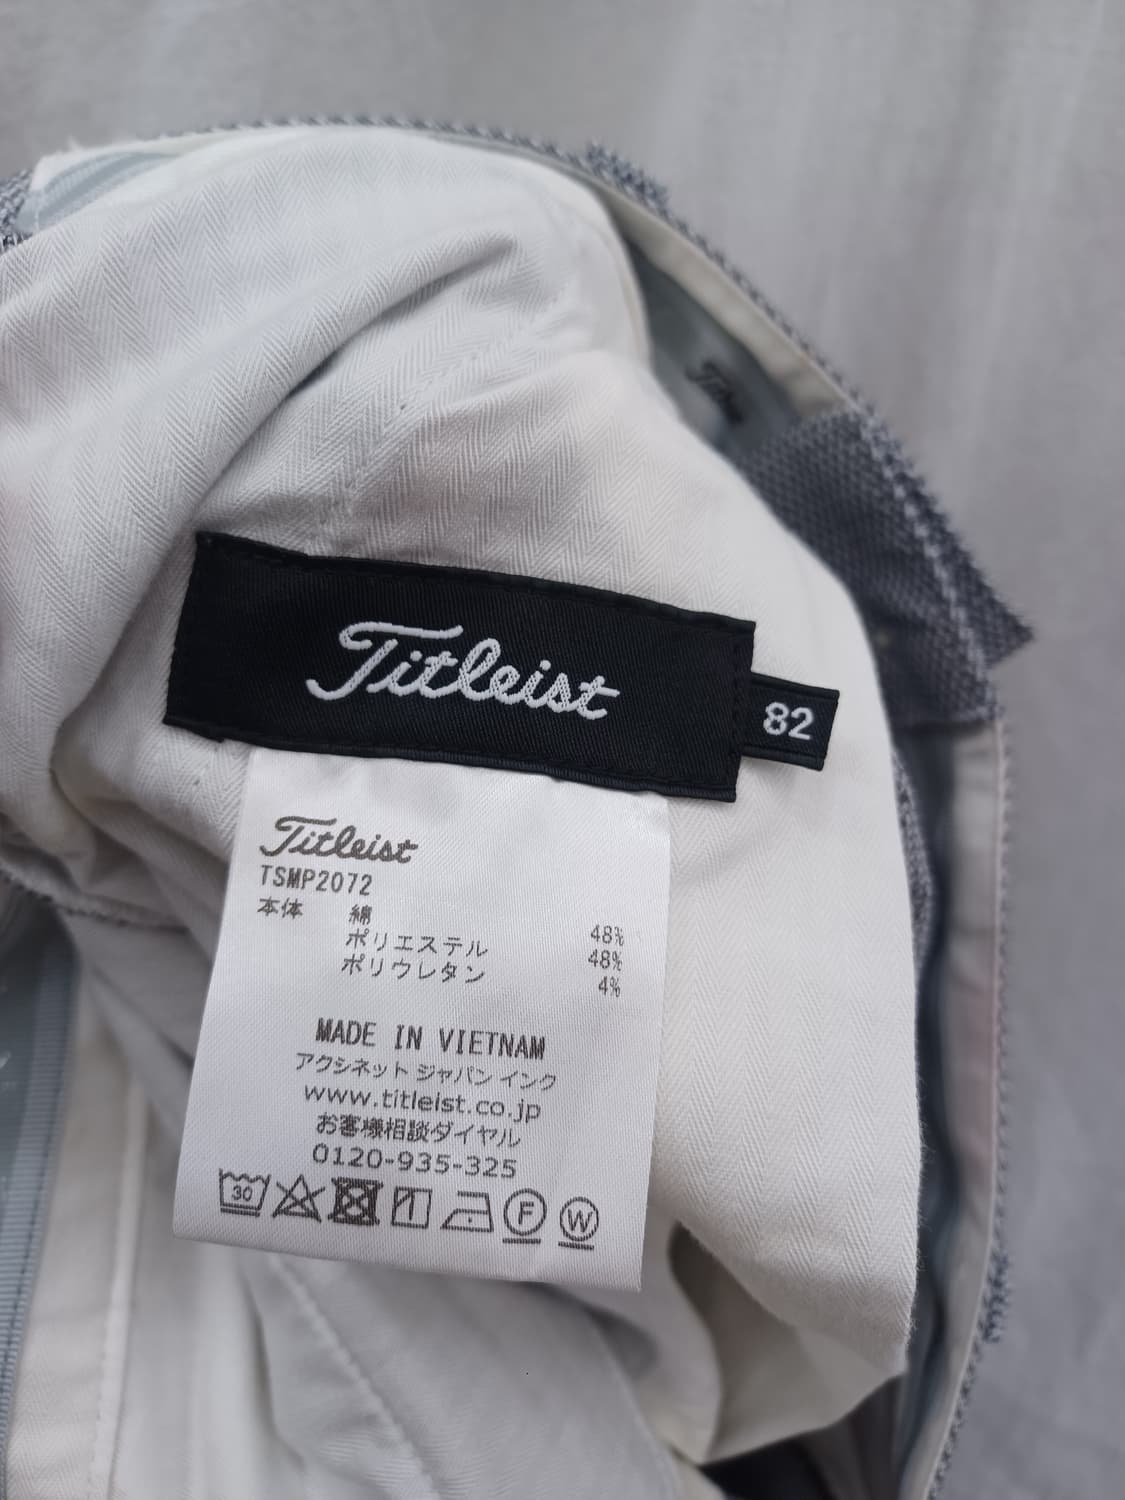 Titleist
82
Titleist
TSMP2072
本体 綿 48%
ポリエステル 48%
ポリウレタン 4%
MADE IN VIETNAM
アクシネット ジャパン インク
www.titleist.co.jp
お客様相談ダイヤル
0120-935-325
30 F W